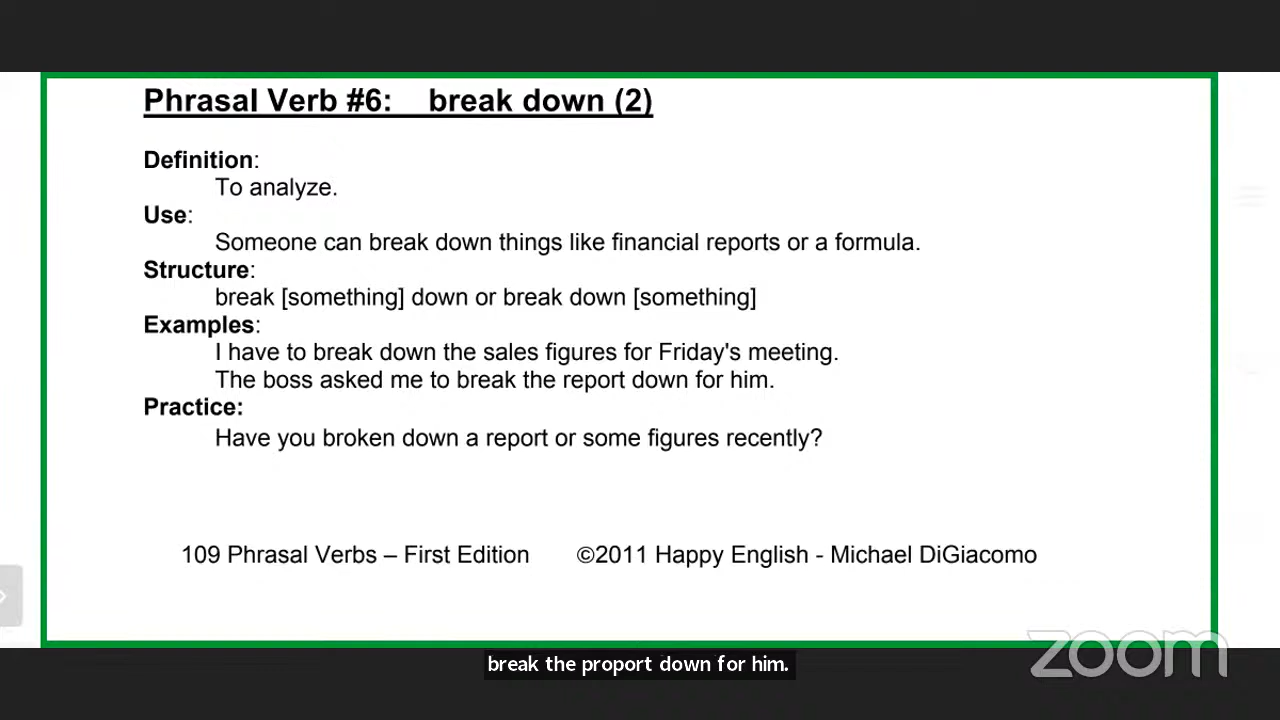 Phrasal Verb #6: break down (2)
Definition:
To analyze.
Use:
Someone can break down things like financial reports or a formula.
Structure:
break [something] down or break down [something]
Examples:
I have to break down the sales figures for Friday's meeting.
The boss asked me to break the report down for him.
Practice:
Have you broken down a report or some figures recently?
109 Phrasal Verbs – First Edition ©2011 Happy English - Michael DiGiacomo
zoom
break the proport down for him.